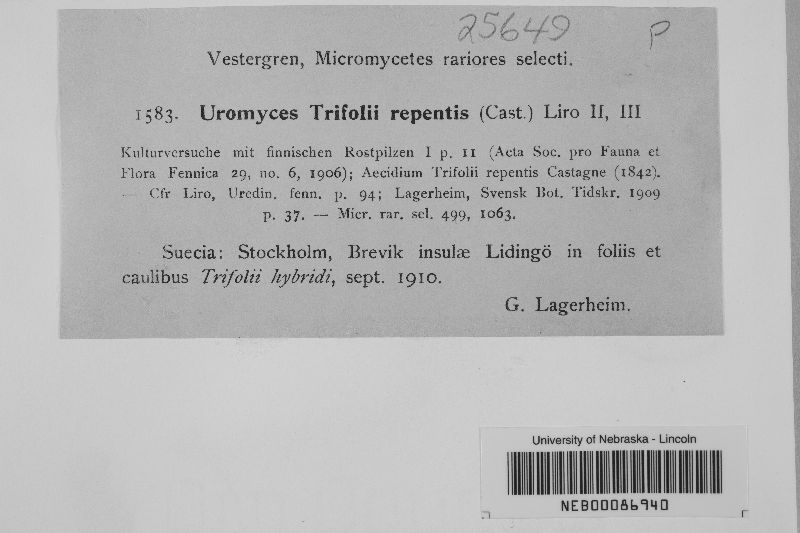 25649 P
Vestergren, Micromycetes rariores selecti.
1583. Uromyces Trifolii repentis (Cast.) Liro II, III
Kulturversuche mit finnischen Rostpilzen I p. 11 (Acta Soc. pro Fauna et
Flora Fennica 29, no. 6, 1906); Aecidium Trifolii repentis Castagne (1842).
— Cfr Liro, Uredin. fenn. p. 94; Lagerheim, Svensk Bot. Tidskr. 1909
p. 37. — Micr. rar. sel. 499, 1063.
Suecia: Stockholm, Brevik insulæ Lidingö in foliis et
caulibus Trifolii hybridi, sept. 1910.
G. Lagerheim.
University of Nebraska - Lincoln
NEB00086940